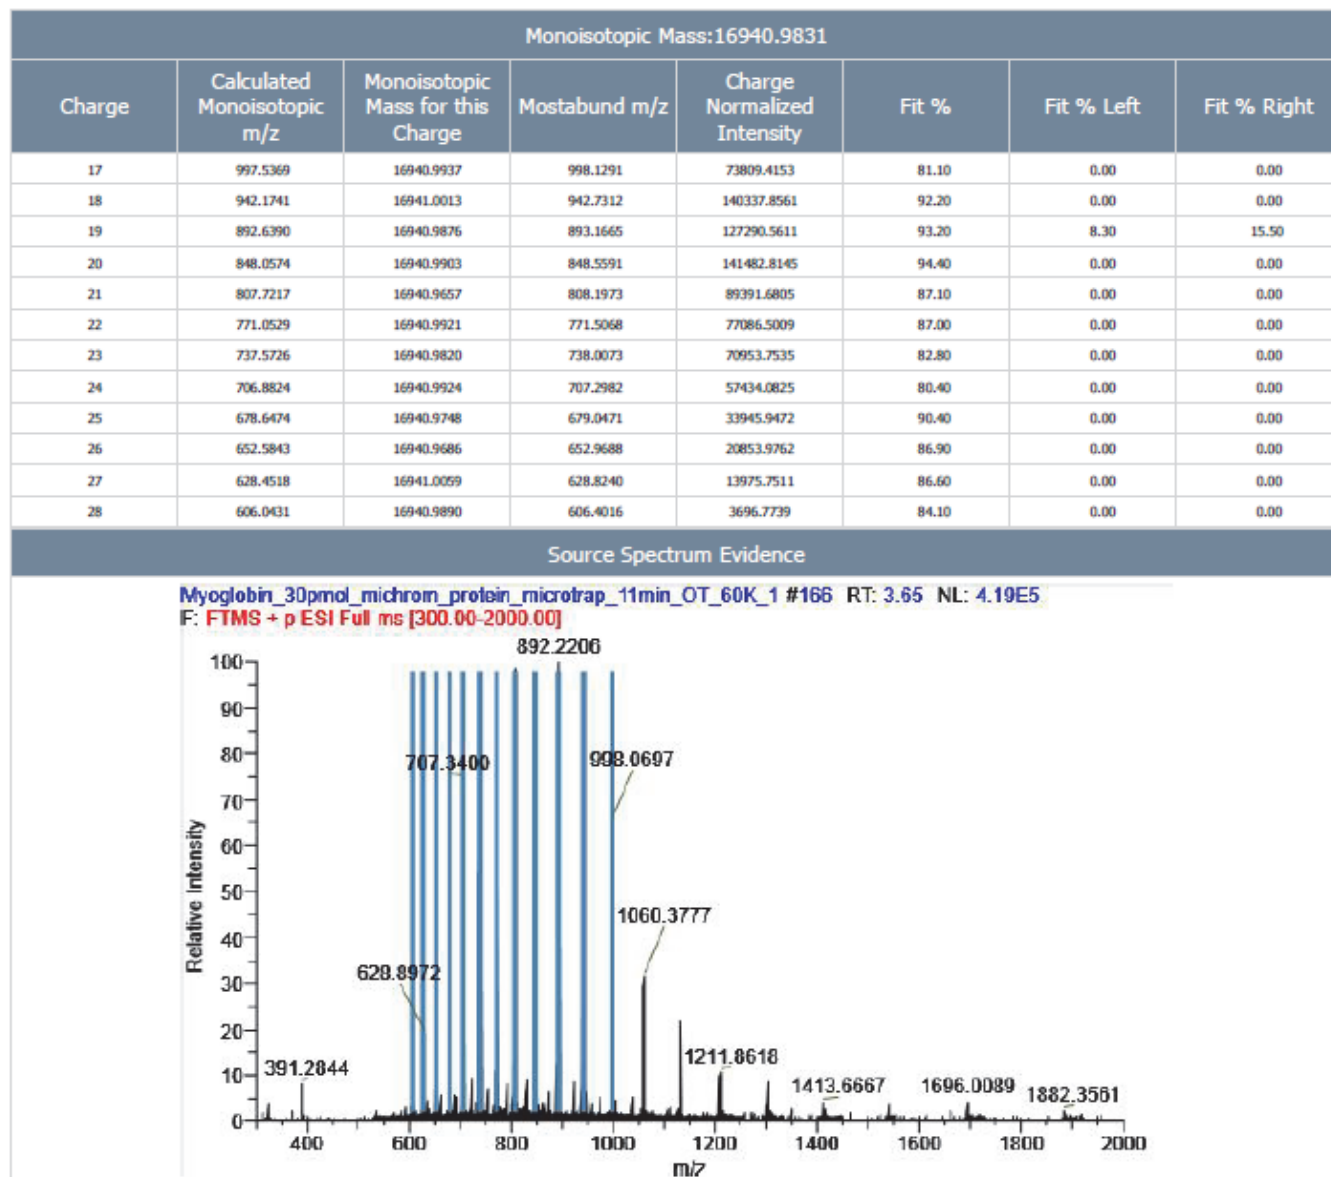 Monoisotopic Mass:16940.9831
Charge Calculated Monoisotopic m/z Monoisotopic Mass for this Charge Mostabund m/z Charge Normalized Intensity Fit % Fit % Left Fit % Right
17 997.5369 16940.9937 998.1291 73809.4153 81.10 0.00 0.00
18 942.1741 16941.0013 942.7312 140337.8561 92.20 0.00 0.00
19 892.6390 16940.9876 893.1665 127290.5611 93.20 8.30 15.50
20 848.0574 16940.9903 848.5591 141482.8145 94.40 0.00 0.00
21 807.7217 16940.9657 808.1973 89391.6805 87.10 0.00 0.00
22 771.0529 16940.9921 771.5068 77086.5009 87.00 0.00 0.00
23 737.5726 16940.9820 738.0073 70953.7535 82.80 0.00 0.00
24 706.8824 16940.9924 707.2982 57434.0825 80.40 0.00 0.00
25 678.6474 16940.9748 679.0471 33945.9472 90.40 0.00 0.00
26 652.5843 16940.9686 652.9688 20853.9762 86.90 0.00 0.00
27 628.4518 16941.0059 628.8240 13975.7511 86.60 0.00 0.00
28 606.0431 16940.9890 606.4016 3696.7739 84.10 0.00 0.00
Source Spectrum Evidence
Myoglobin_30pmol_michrom_protein_microtrap_11min_OT_60K_1 #166 RT: 3.65 NL: 4.19E5
F: FTMS + p ESI Full ms [300.00-2000.00]
892.2206
100
90
80
707.3400
998.0697
70
60
50
1060.3777
40
628.8972
30
20
1211.8618
391.2844
10
1413.6667
1696.0089
1882.3561
0
Relative Intensity
400 600 800 1000 1200 1400 1600 1800 2000
m/z